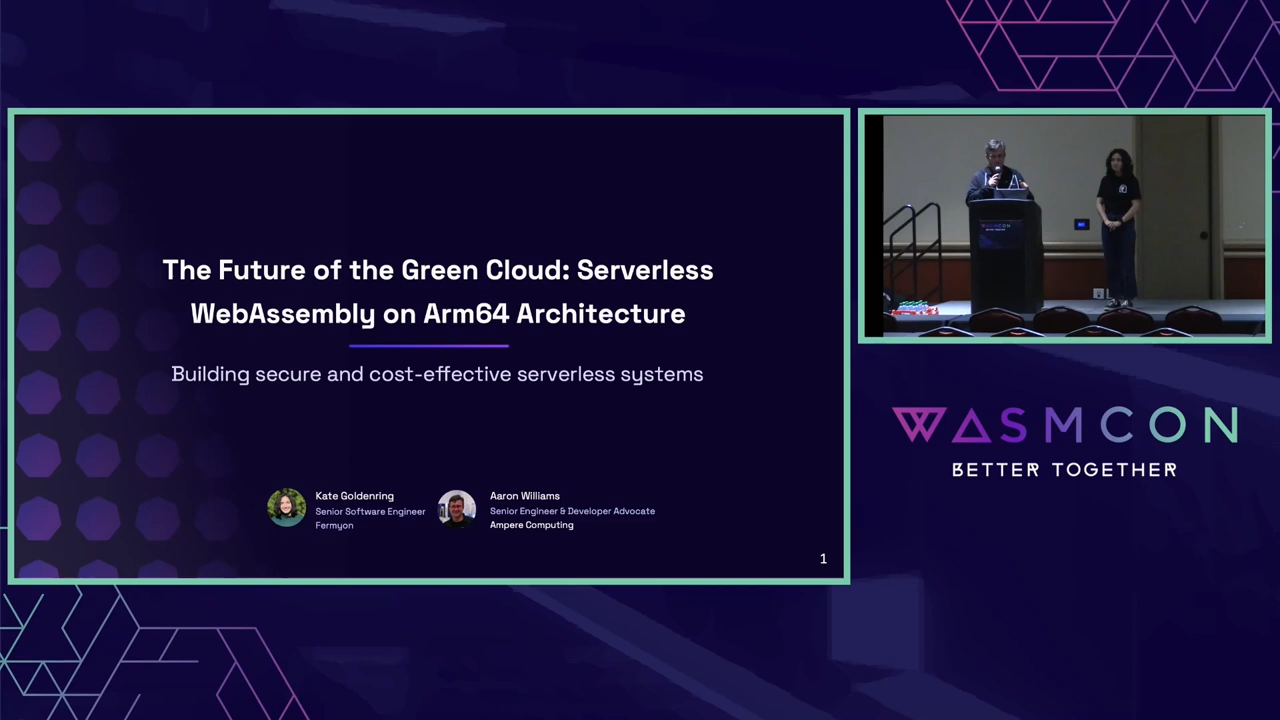 The Future of the Green Cloud: Serverless
WebAssembly on Arm64 Architecture
Building secure and cost-effective serverless systems
Kate Goldenring
Senior Software Engineer
Fermyon
Aaron Williams
Senior Engineer & Developer Advocate
Ampere Computing
1
WASMCON
BETTER TOGETHER